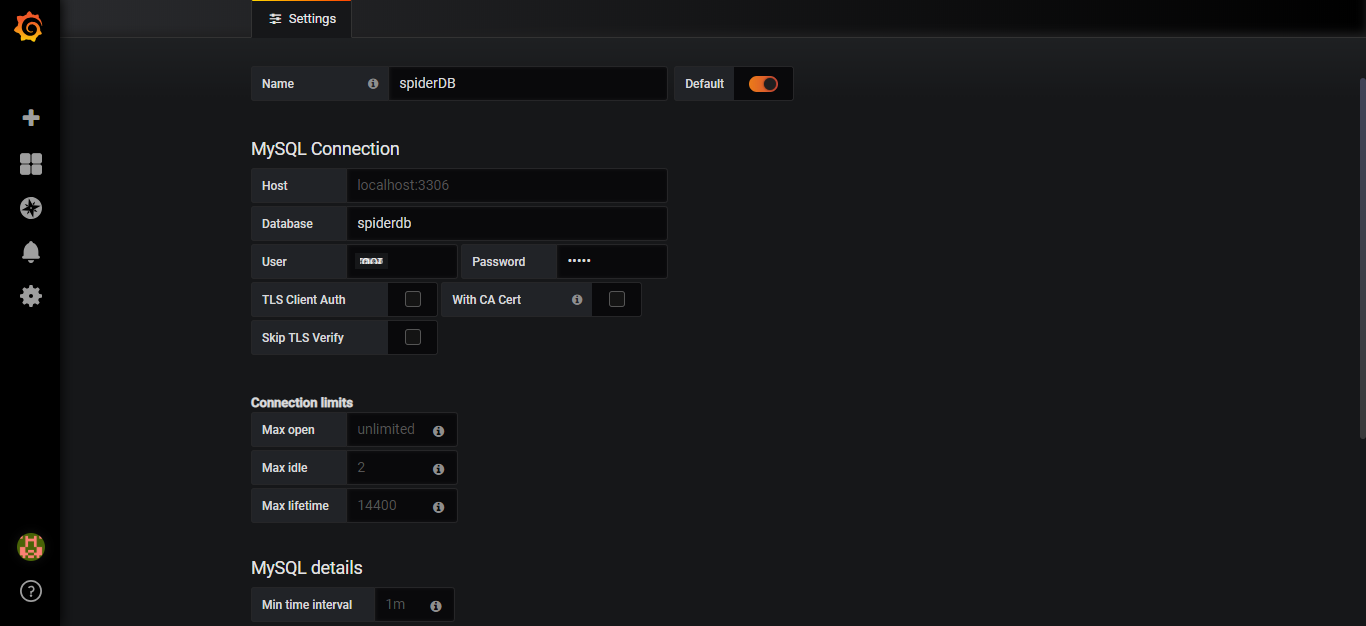 Settings
Name spiderDB Default
MySQL Connection
Host localhost:3306
Database spiderdb
User Password •••••
TLS Client Auth With CA Cert
Skip TLS Verify
Connection limits
Max open unlimited
Max idle 2
Max lifetime 14400
MySQL details
Min time interval 1m